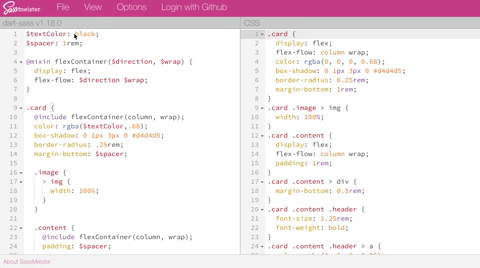 SassMeister
File View Options Login with Github
dart-sass v1.18.0
1 $textColor: black;
2 $spacer: 1rem;
3
4 @mixin flexContainer($direction, $wrap) {
5 display: flex;
6 flex-flow: $direction $wrap;
7 }
8
9 .card {
10 @include flexContainer(column, wrap);
11 color: rgba($textColor,.68);
12 box-shadow: 0 1px 3px 0 #d4d4d5;
13 border-radius: .25rem;
14 margin-bottom: $spacer;
15
16 .image {
17 > img {
18 width: 100%;
19 }
20 }
21
22 .content {
23 @include flexContainer(column, wrap);
24 padding: $spacer;
CSS
1 .card {
2 display: flex;
3 flex-flow: column wrap;
4 color: rgba(0, 0, 0, 0.68);
5 box-shadow: 0 1px 3px 0 #d4d4d5;
6 border-radius: 0.25rem;
7 margin-bottom: 1rem;
8 }
9 .card .image > img {
10 width: 100%;
11 }
12 .card .content {
13 display: flex;
14 flex-flow: column wrap;
15 padding: 1rem;
16 }
17 .card .content > div {
18 margin-bottom: 0.5rem;
19 }
20 .card .content .header {
21 font-size: 1.25rem;
22 font-weight: bold;
23 }
24 .card .content .header > a {
About SassMeister